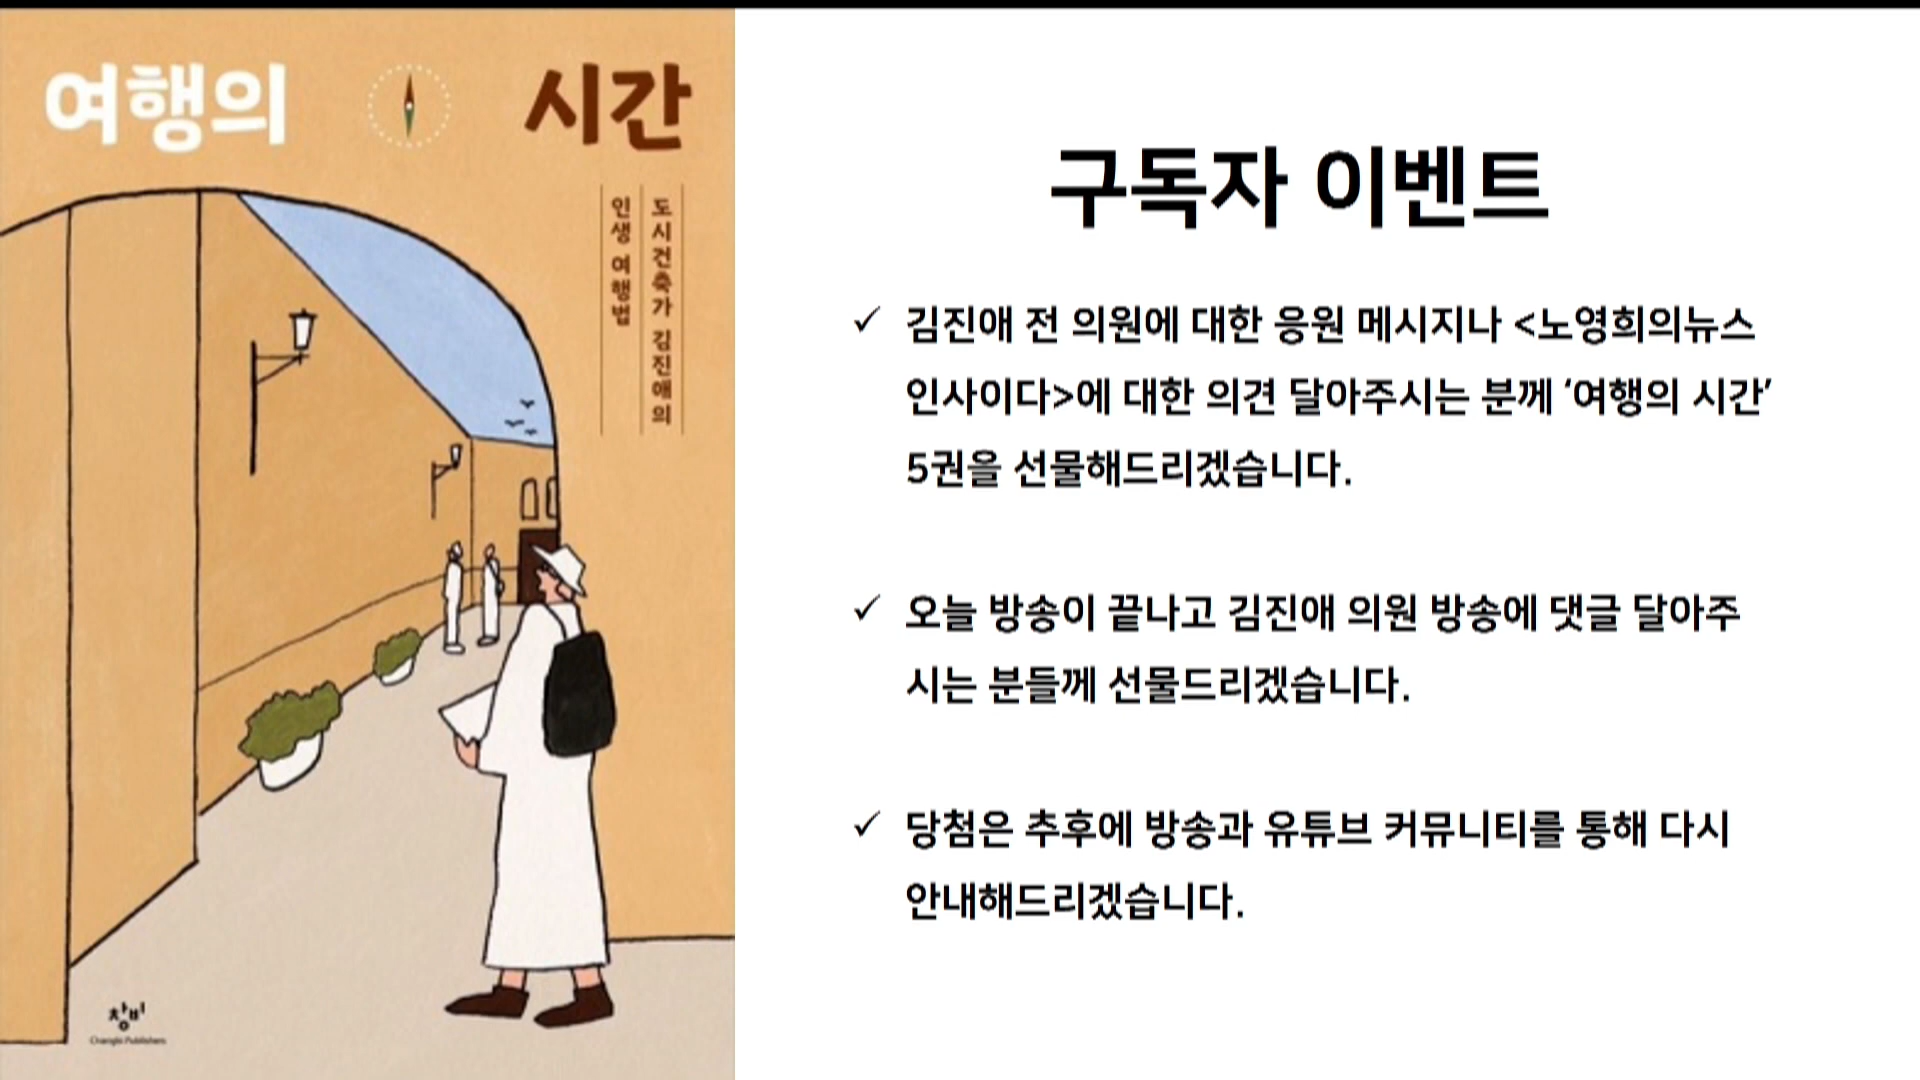 여행의 시간
도시건축가 김진애의
인생 여행법
창비
Changbi Publishers
구독자 이벤트
✓ 김진애 전 의원에 대한 응원 메시지나 <노영희의뉴스
인사이다>에 대한 의견 달아주시는 분께 ‘여행의 시간’
5권을 선물해드리겠습니다.
✓ 오늘 방송이 끝나고 김진애 의원 방송에 댓글 달아주
시는 분들께 선물드리겠습니다.
✓ 당첨은 추후에 방송과 유튜브 커뮤니티를 통해 다시
안내해드리겠습니다.